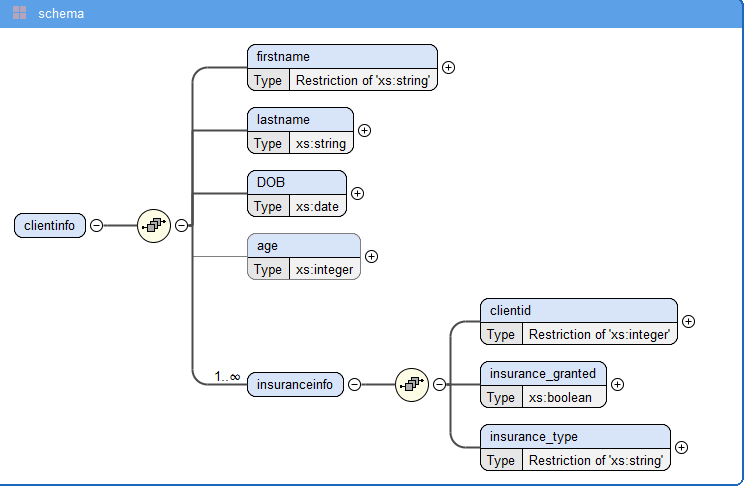 schema
firstname
Type Restriction of 'xs:string'
lastname
Type xs:string
DOB
Type xs:date
clientinfo
age
Type xs:integer
clientid
Type Restriction of 'xs:integer'
1..∞ insuranceinfo
insurance_granted
Type xs:boolean
insurance_type
Type Restriction of 'xs:string'